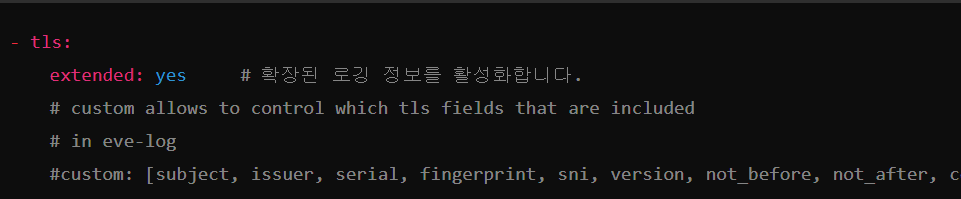 - tls:
extended: yes # 확장된 로깅 정보를 활성화합니다.
# custom allows to control which tls fields that are included
# in eve-log
#custom: [subject, issuer, serial, fingerprint, sni, version, not_before, not_after, c